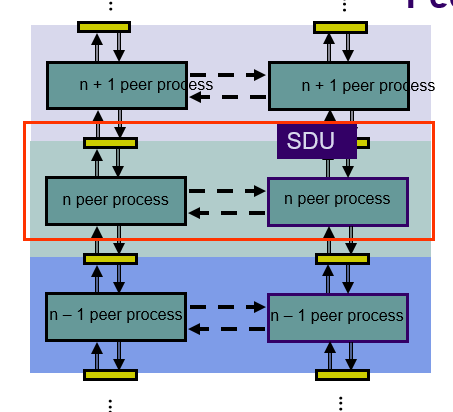 n + 1 peer process
n + 1 peer process
SDU
n peer process
n peer process
n – 1 peer process
n – 1 peer process